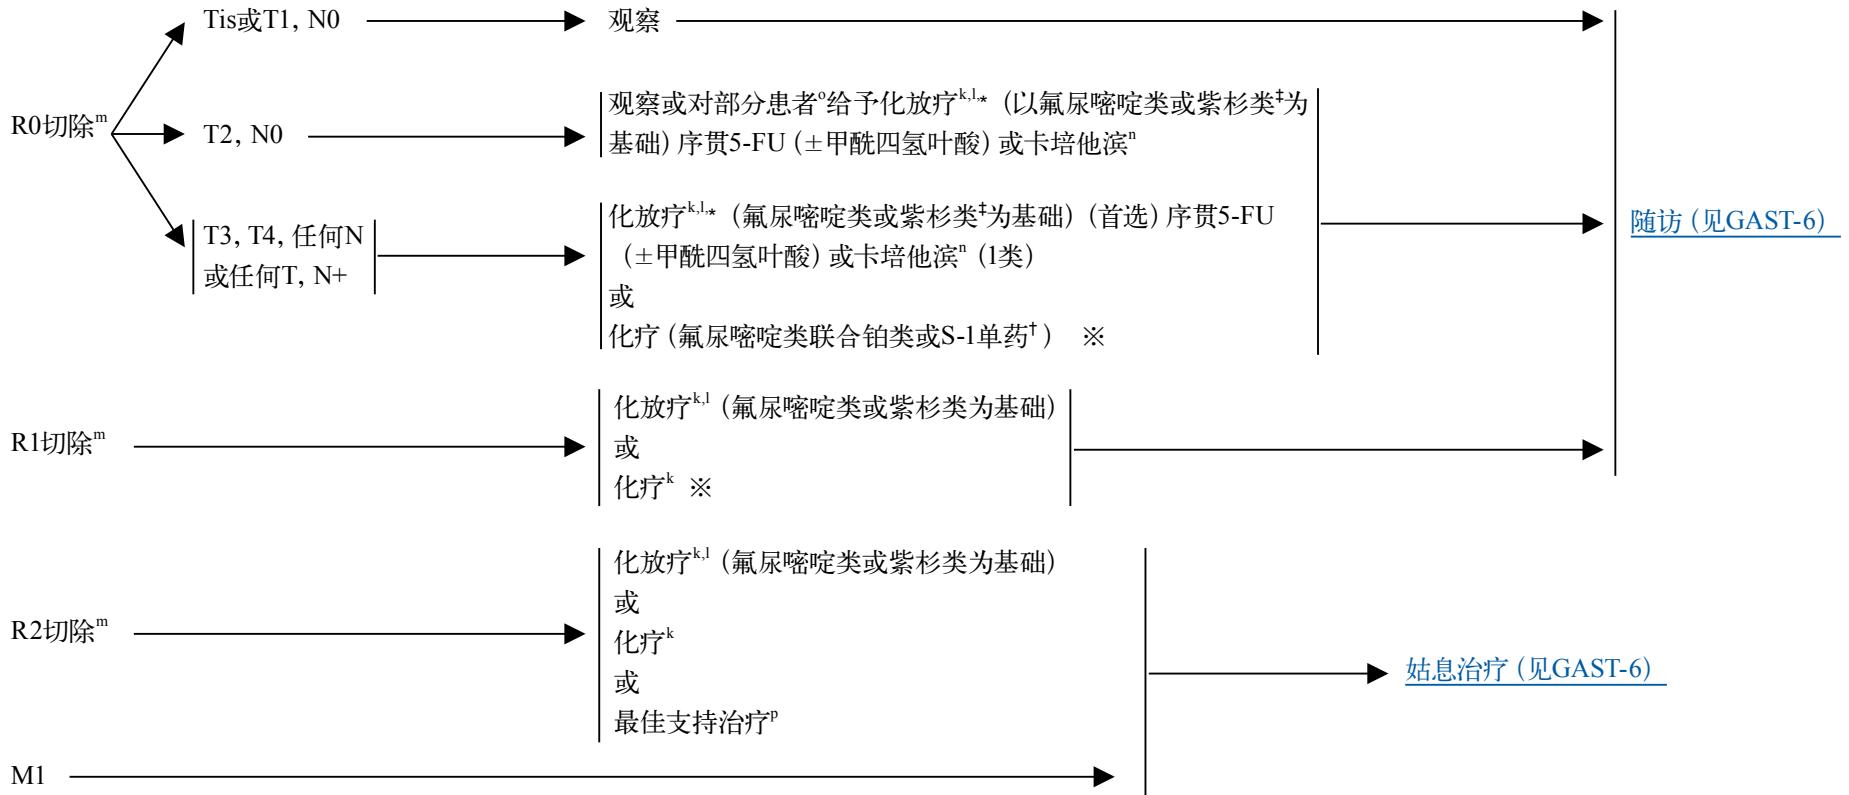 Tis或T1, N0
观察
R0切除m
T2, N0
观察或对部分患者o给予化放疗k,l,*（以氟尿嘧啶类或紫杉类‡为
基础）序贯5-FU（±甲酰四氢叶酸）或卡培他滨n
T3, T4, 任何N
或任何T, N+
化放疗k,l,*（氟尿嘧啶类或紫杉类‡为基础）（首选）序贯5-FU
（±甲酰四氢叶酸）或卡培他滨n（1类）
或
化疗（氟尿嘧啶类联合铂类或S-1单药†） ※
随访（见GAST-6）
R1切除m
化放疗k,l（氟尿嘧啶类或紫杉类为基础）
或
化疗k ※
R2切除m
化放疗k,l（氟尿嘧啶类或紫杉类为基础）
或
化疗k
或
最佳支持治疗p
姑息治疗（见GAST-6）
M1